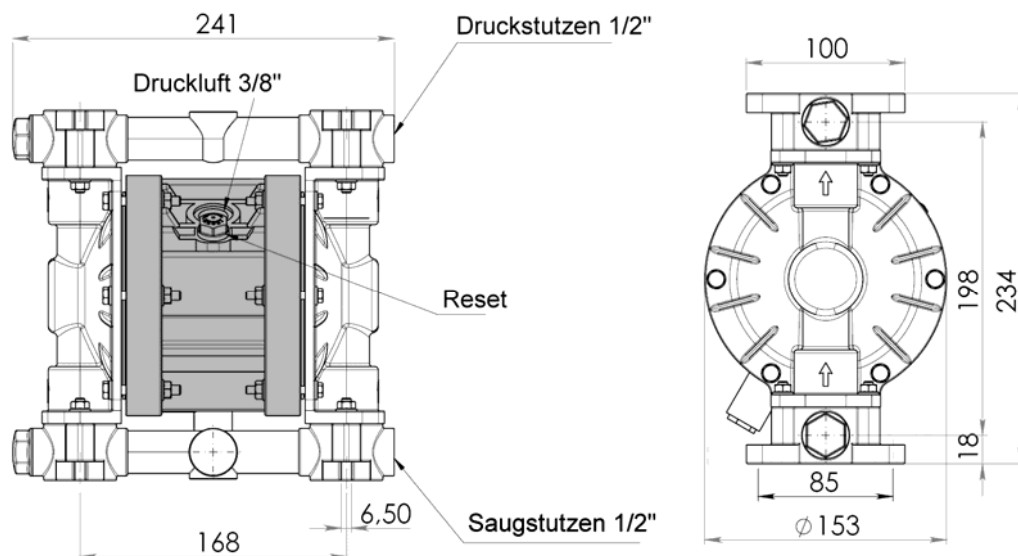 241
Druckstutzen 1/2"
Druckluft 3/8"
100
Reset
198
234
18
6,50
85
Saugstutzen 1/2"
168
⌀153